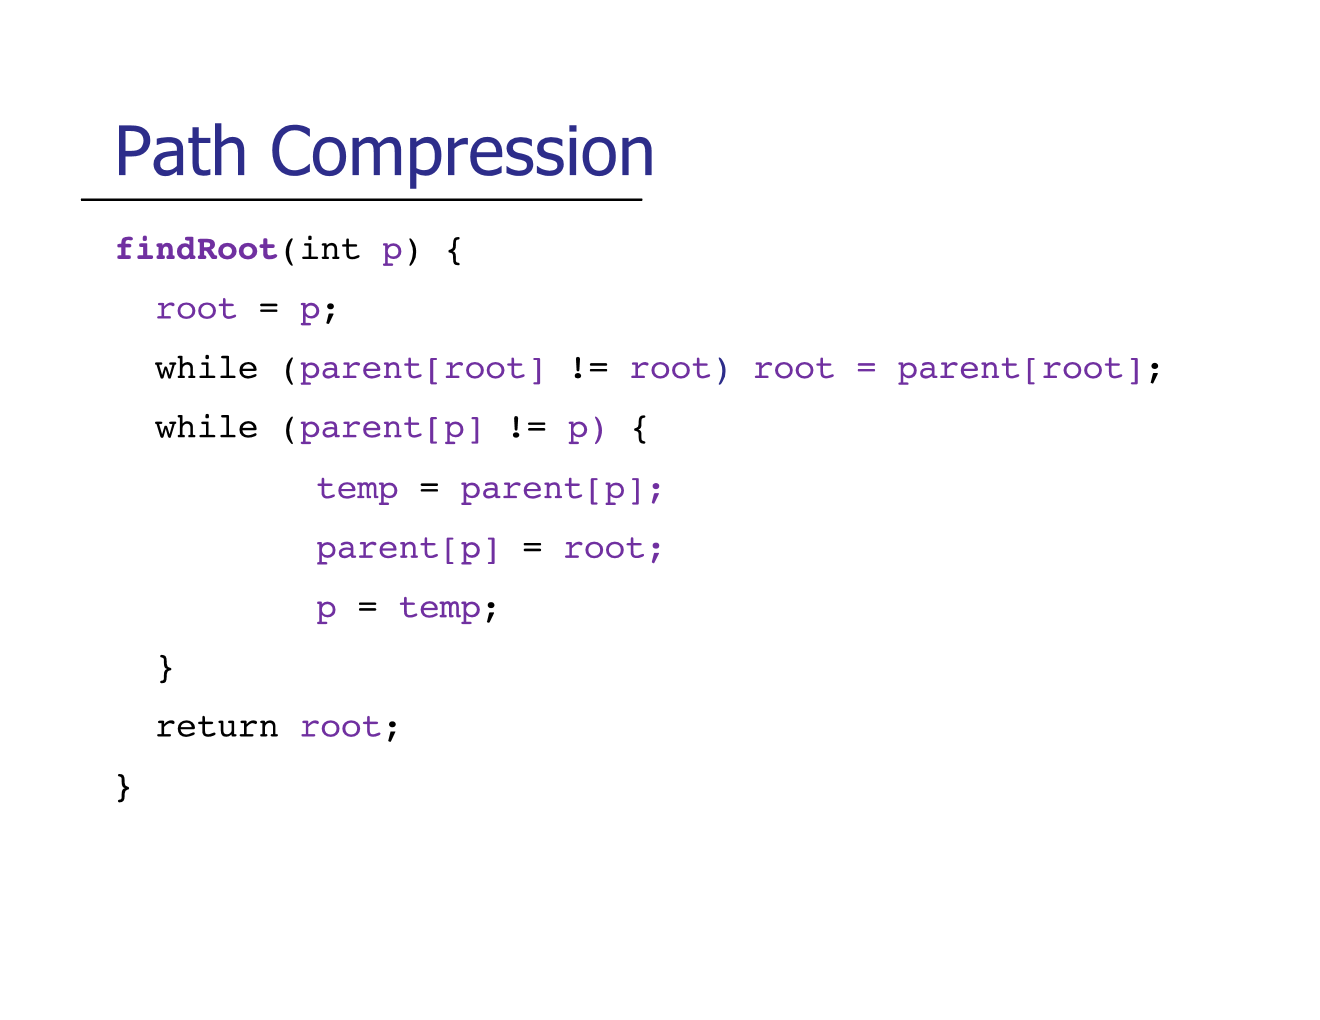 Path Compression
findRoot(int p) {
root = p;
while (parent[root] != root) root = parent[root];
while (parent[p] != p) {
temp = parent[p];
parent[p] = root;
p = temp;
}
return root;
}